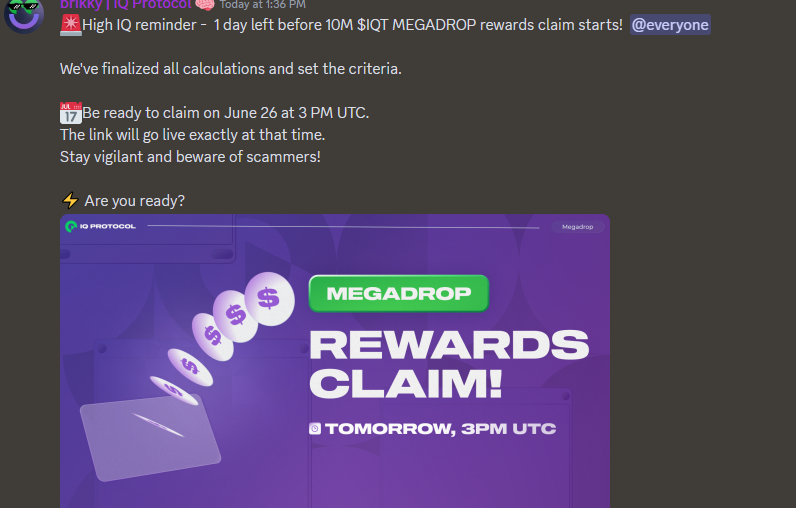 brikky | IQ Protocol Today at 1:36 PM
High IQ reminder - 1 day left before 10M $IQT MEGADROP rewards claim starts! @everyone
We've finalized all calculations and set the criteria.
JUL 17 Be ready to claim on June 26 at 3 PM UTC.
The link will go live exactly at that time.
Stay vigilant and beware of scammers!
Are you ready?
IQ PROTOCOL
Megadrop
MEGADROP
REWARDS
CLAIM!
TOMORROW, 3PM UTC